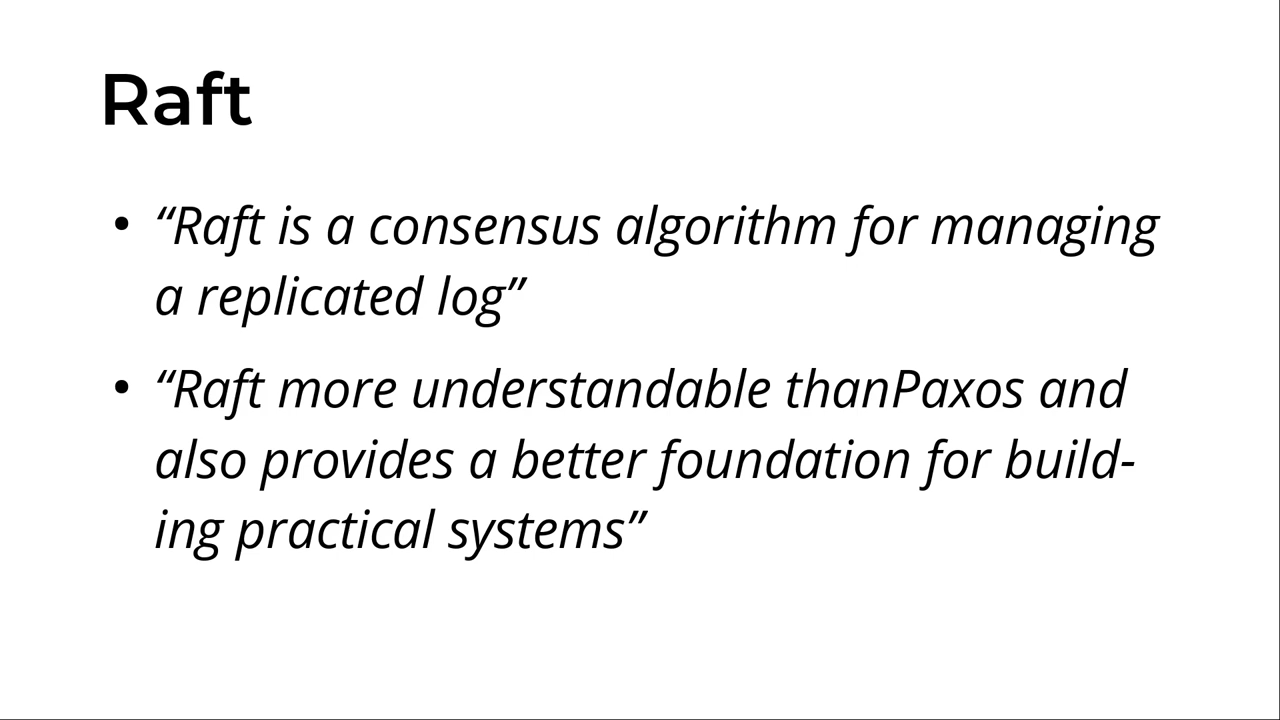 Raft
• “Raft is a consensus algorithm for managing
a replicated log”
• “Raft more understandable thanPaxos and
also provides a better foundation for build-
ing practical systems”